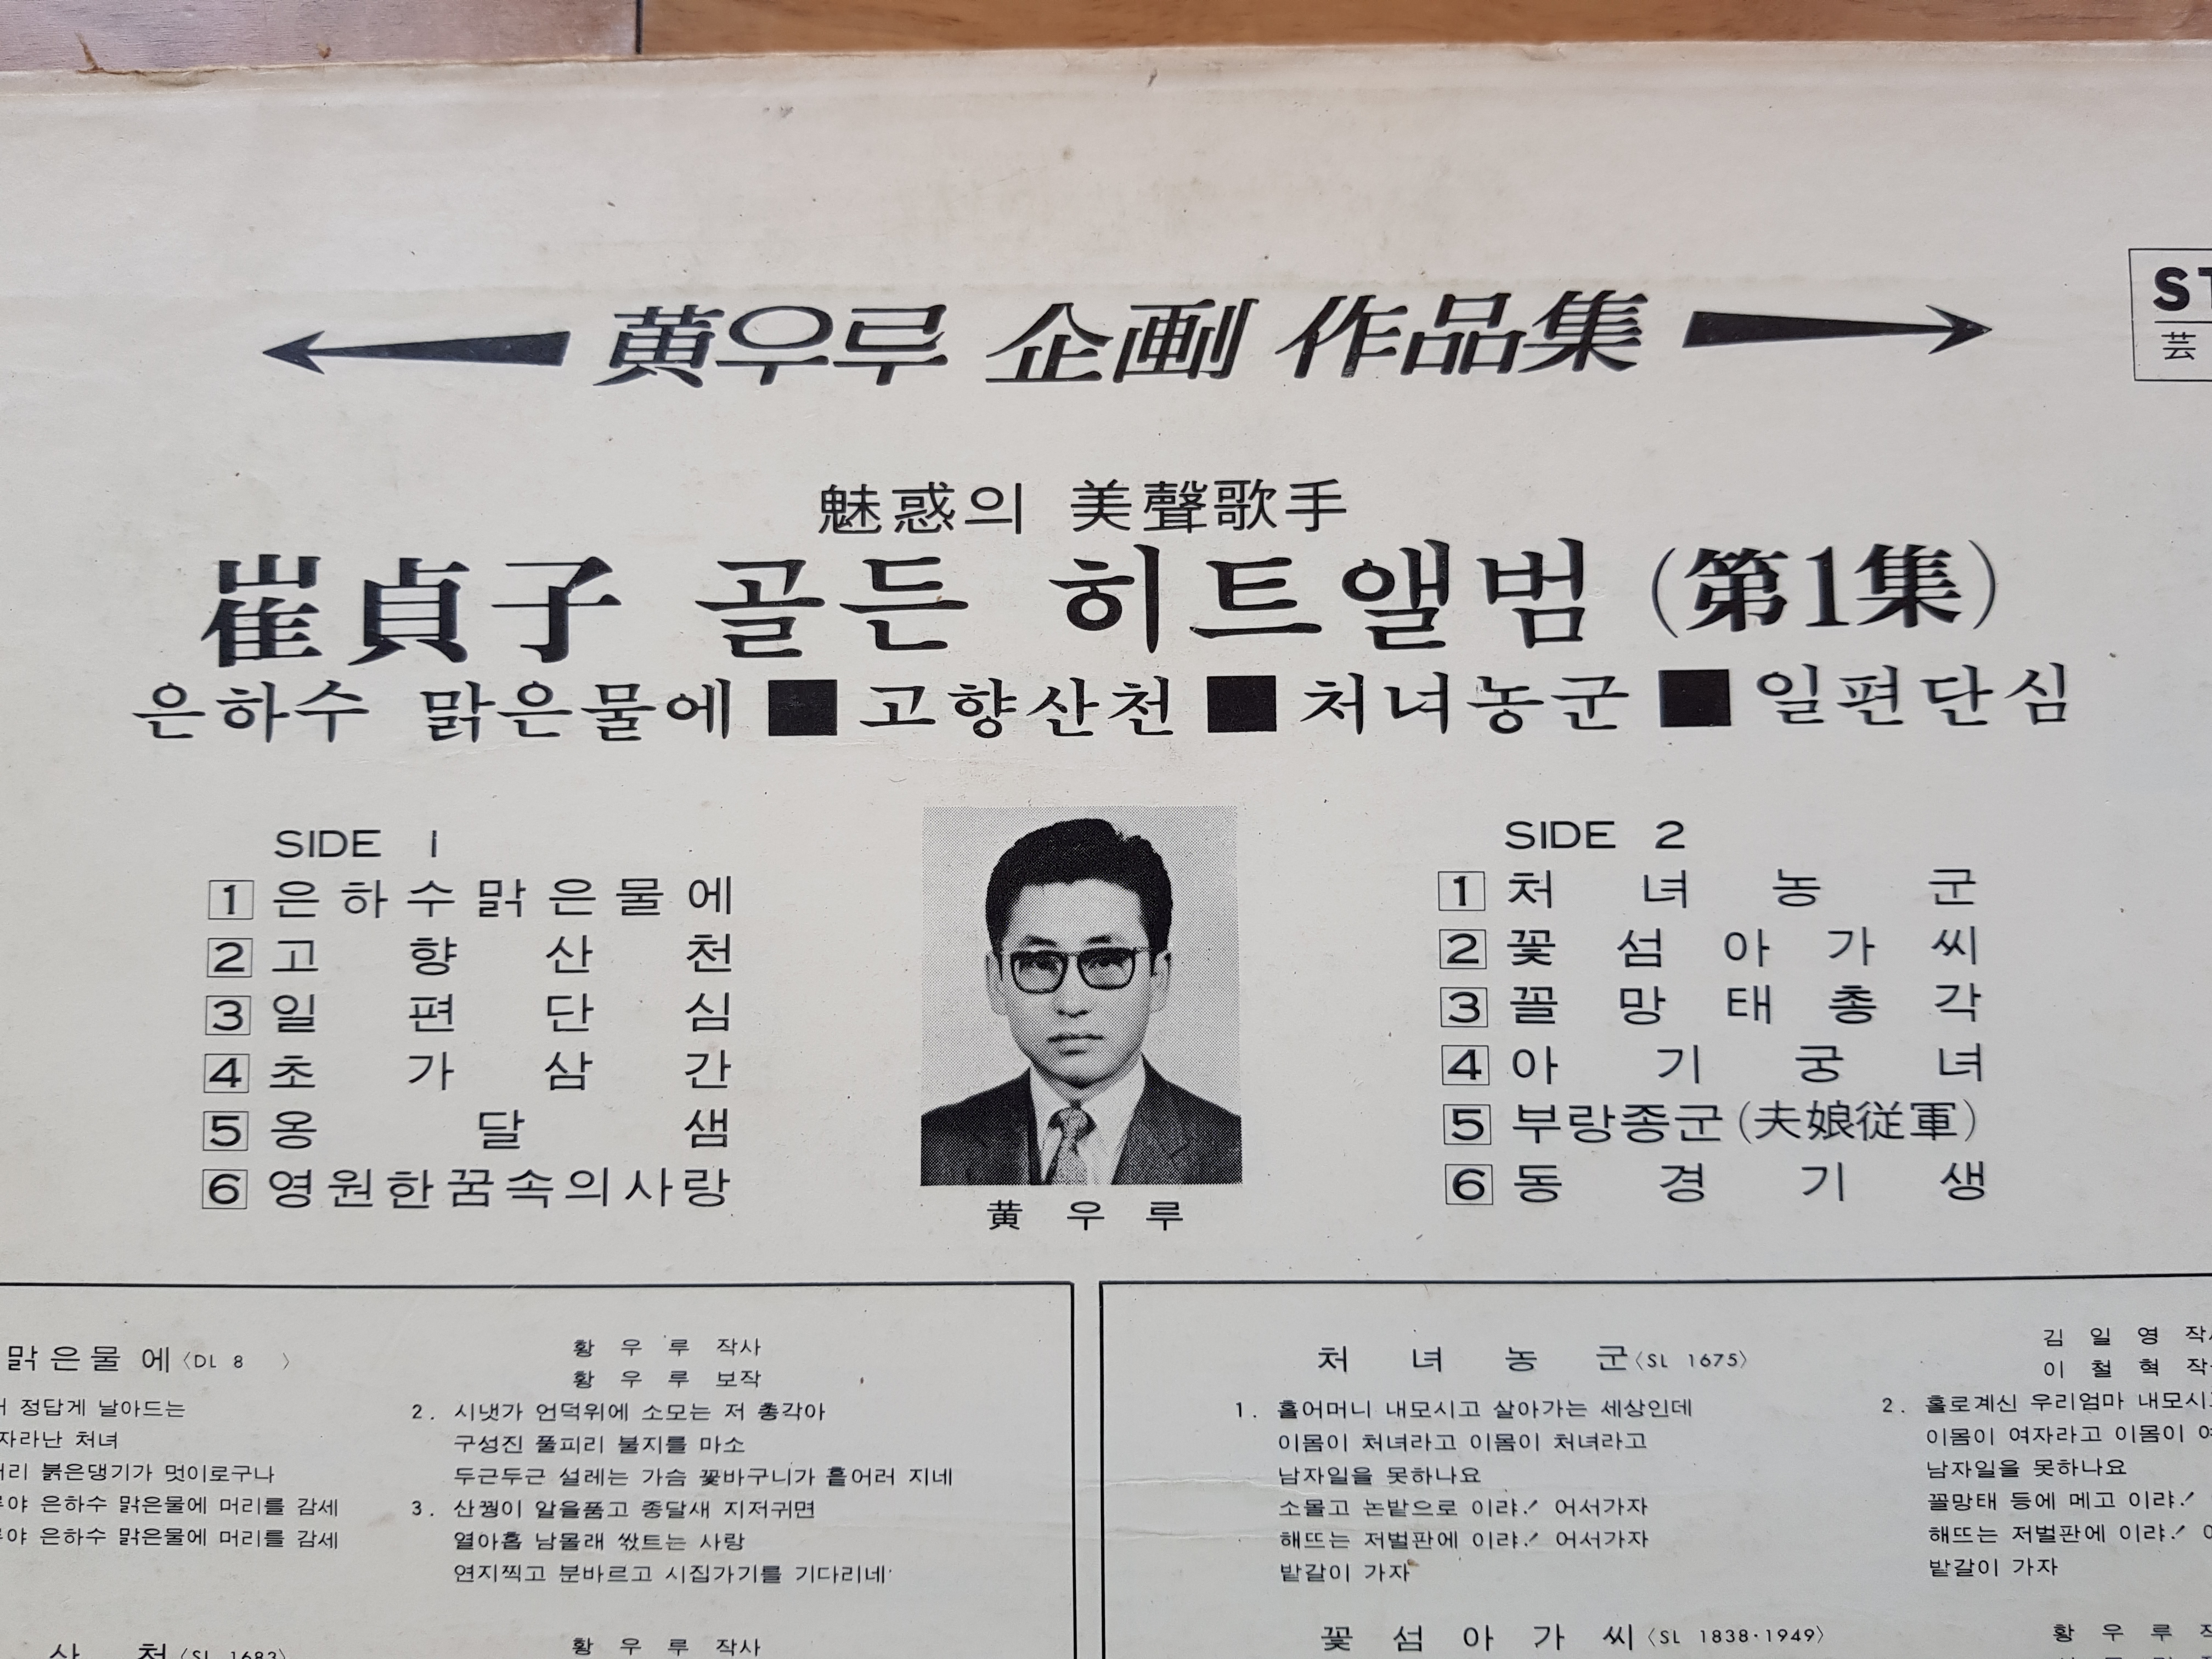 黄우루 企画 作品集
ST
芸
魅惑의 美聲歌手
崔貞子 골든 히트앨범 (第1集)
은하수 맑은물에 ■ 고향산천 ■ 처녀농군 ■ 일편단심
SIDE 1
1 은하수맑은물에
2 고향산천
3 일편단심
4 초가삼간
5 옹달샘
6 영원한꿈속의사랑
黄우루
SIDE 2
1 처녀농군
2 꽃섬아가씨
3 꼴망태총각
4 아기궁녀
5 부랑종군(夫娘従軍)
6 동경기생
맑은물에〈DL 8 〉
황우루 작사
황우루 보작
정답게 날아드는
자라난 처녀
붉은댕기가 멋이로구나
은하수 맑은물에 머리를 감세
은하수 맑은물에 머리를 감세
2. 시냇가 언덕위에 소모는 저 총각아
구성진 풀피리 불지를 마소
두근두근 설레는 가슴 꽃바구니가 흩어러 지네
3. 산꿩이 알을품고 종달새 지저귀면
열아홉 남몰래 싻트는 사랑
연지찍고 분바르고 시집가기를 기다리네
산천〈SL 1683〉
황우루 작사
처녀농군〈SL 1675〉
김일영 작
이철혁 작
1. 홀어머니 내모시고 살아가는 세상인데
이몸이 처녀라고 이몸이 처녀라고
남자일을 못하나요
소몰고 논밭으로 이랴! 어서가자
해뜨는 저벌판에 이랴! 어서가자
밭갈이 가자
2. 홀로계신 우리엄마 내모시
이몸이 여자라고 이몸이
남자일을 못하나요
꼴망태 등에 메고 이랴!
해뜨는 저벌판에 이랴!
밭갈이 가자
꽃섬아가씨〈SL 1838·1949〉
황우루